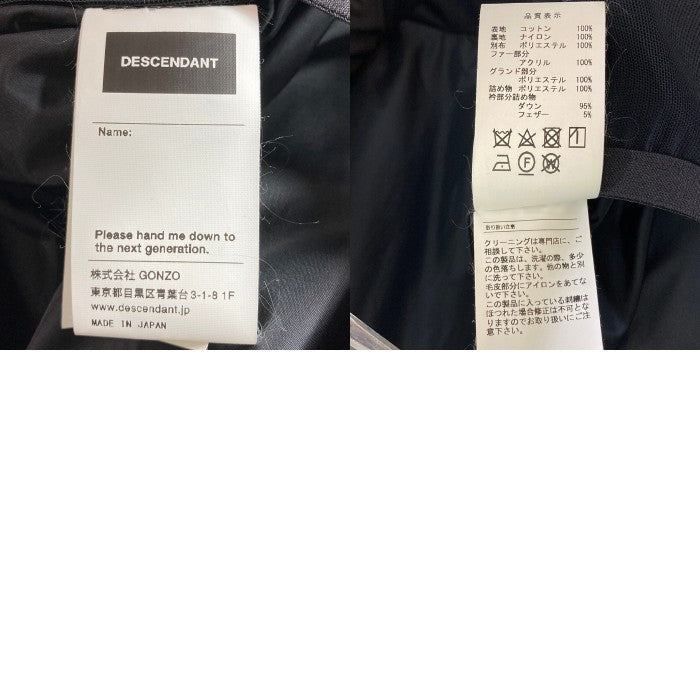 DESCENDANT
Name:
Please hand me down to
the next generation.
株式会社 GONZO
東京都目黒区青葉台3-1-8 1F
www.descendant.jp
MADE IN JAPAN
品質表示
表地 コットン 100%
裏地 ナイロン 100%
別布 ポリエステル 100%
ファー部分
アクリル 100%
グランド部分
ポリエステル 100%
詰め物 ポリエステル 100%
衿部分詰め物
ダウン 95%
フェザー 5%
F
W
取り扱い注意
クリーニングは専門店に、ご
相談して下さい。
この製品は、洗濯の際、多少
の色落ちします。他の物と別
に洗って下さい。
毛皮部分にアイロンをあてな
いで下さい。
この製品に入っている刺繍は
ほつれた場合修正は不可とな
りますのでお取り扱いにご注
意下さい。